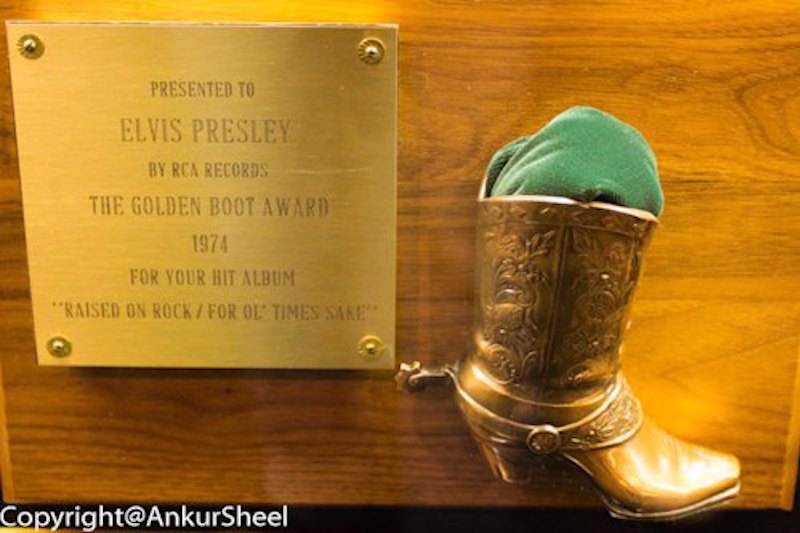 PRESENTED TO
ELVIS PRESLEY
BY RCA RECORDS
THE GOLDEN BOOT AWARD
1974
FOR YOUR HIT ALBUM
"RAISED ON ROCK / FOR OL' TIMES SAKE"
Copyright@AnkurSheel